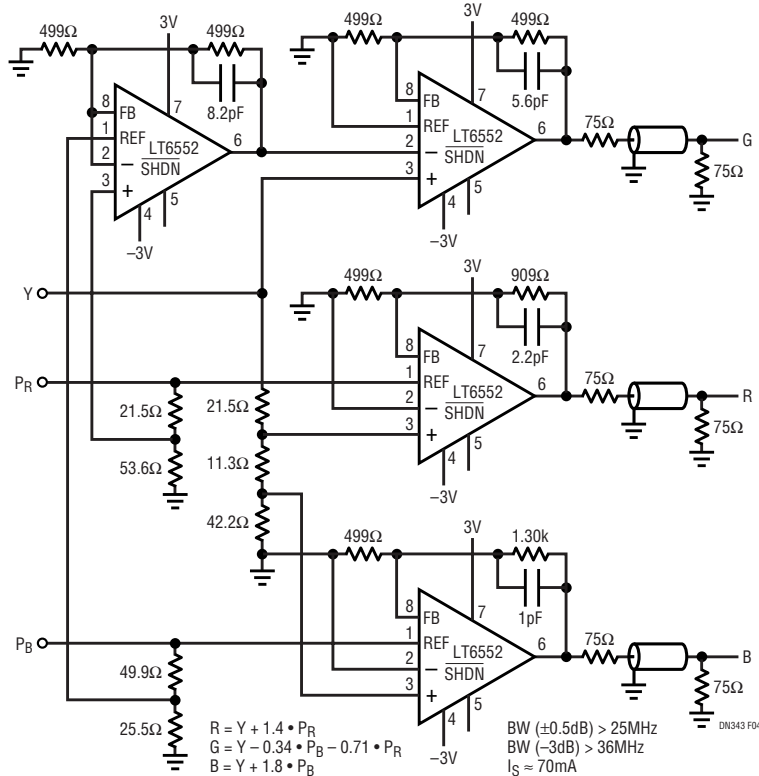 499Ω
499Ω
3V
8.2pF
8
FB
7
1
REF
LT6552
6
2
–
SHDN
3
+
5
4
–3V
499Ω
499Ω
3V
5.6pF
8
FB
7
1
REF
LT6552
6
2
–
SHDN
3
+
5
4
–3V
75Ω
G
75Ω
Y
499Ω
3V
909Ω
2.2pF
8
FB
7
PR
1
REF
LT6552
6
2
–
SHDN
3
+
5
4
–3V
75Ω
R
75Ω
21.5Ω
53.6Ω
21.5Ω
11.3Ω
42.2Ω
499Ω
3V
1.30k
1pF
8
FB
7
PB
1
REF
LT6552
6
2
–
SHDN
3
+
5
4
–3V
75Ω
B
75Ω
49.9Ω
25.5Ω
DN343 F04
R = Y + 1.4 • PR
G = Y – 0.34 • PB – 0.71 • PR
B = Y + 1.8 • PB
BW (±0.5dB) > 25MHz
BW (–3dB) > 36MHz
IS ≈ 70mA